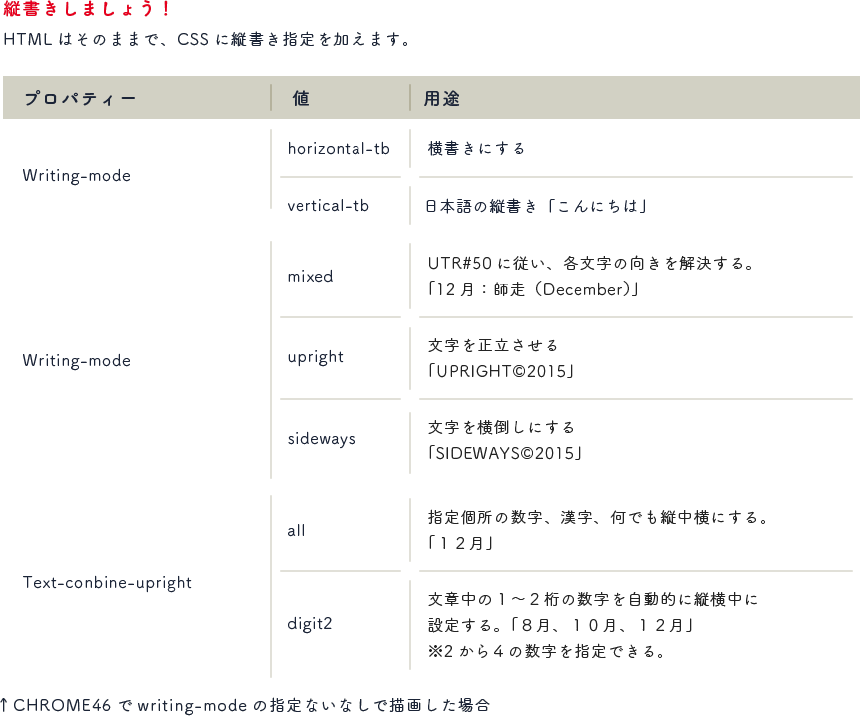 縦書きしましょう！
HTML はそのままで、CSS に縦書き指定を加えます。
プロパティー 値 用途
Writing-mode
horizontal-tb
横書きにする
vertical-tb
日本語の縦書き「こんにちは」
Writing-mode
mixed
UTR#50 に従い、各文字の向きを解決する。
「12 月：師走（December）」
upright
文字を正立させる
「UPRIGHT©2015」
sideways
文字を横倒しにする
「SIDEWAYS©2015」
Text-conbine-upright
all
指定個所の数字、漢字、何でも縦中横にする。
「１２月」
digit2
文章中の１～２桁の数字を自動的に縦横中に
設定する。「８月、１０月、１２月」
※2 から４の数字を指定できる。
↑CHROME46 で writing-mode の指定ないなしで描画した場合